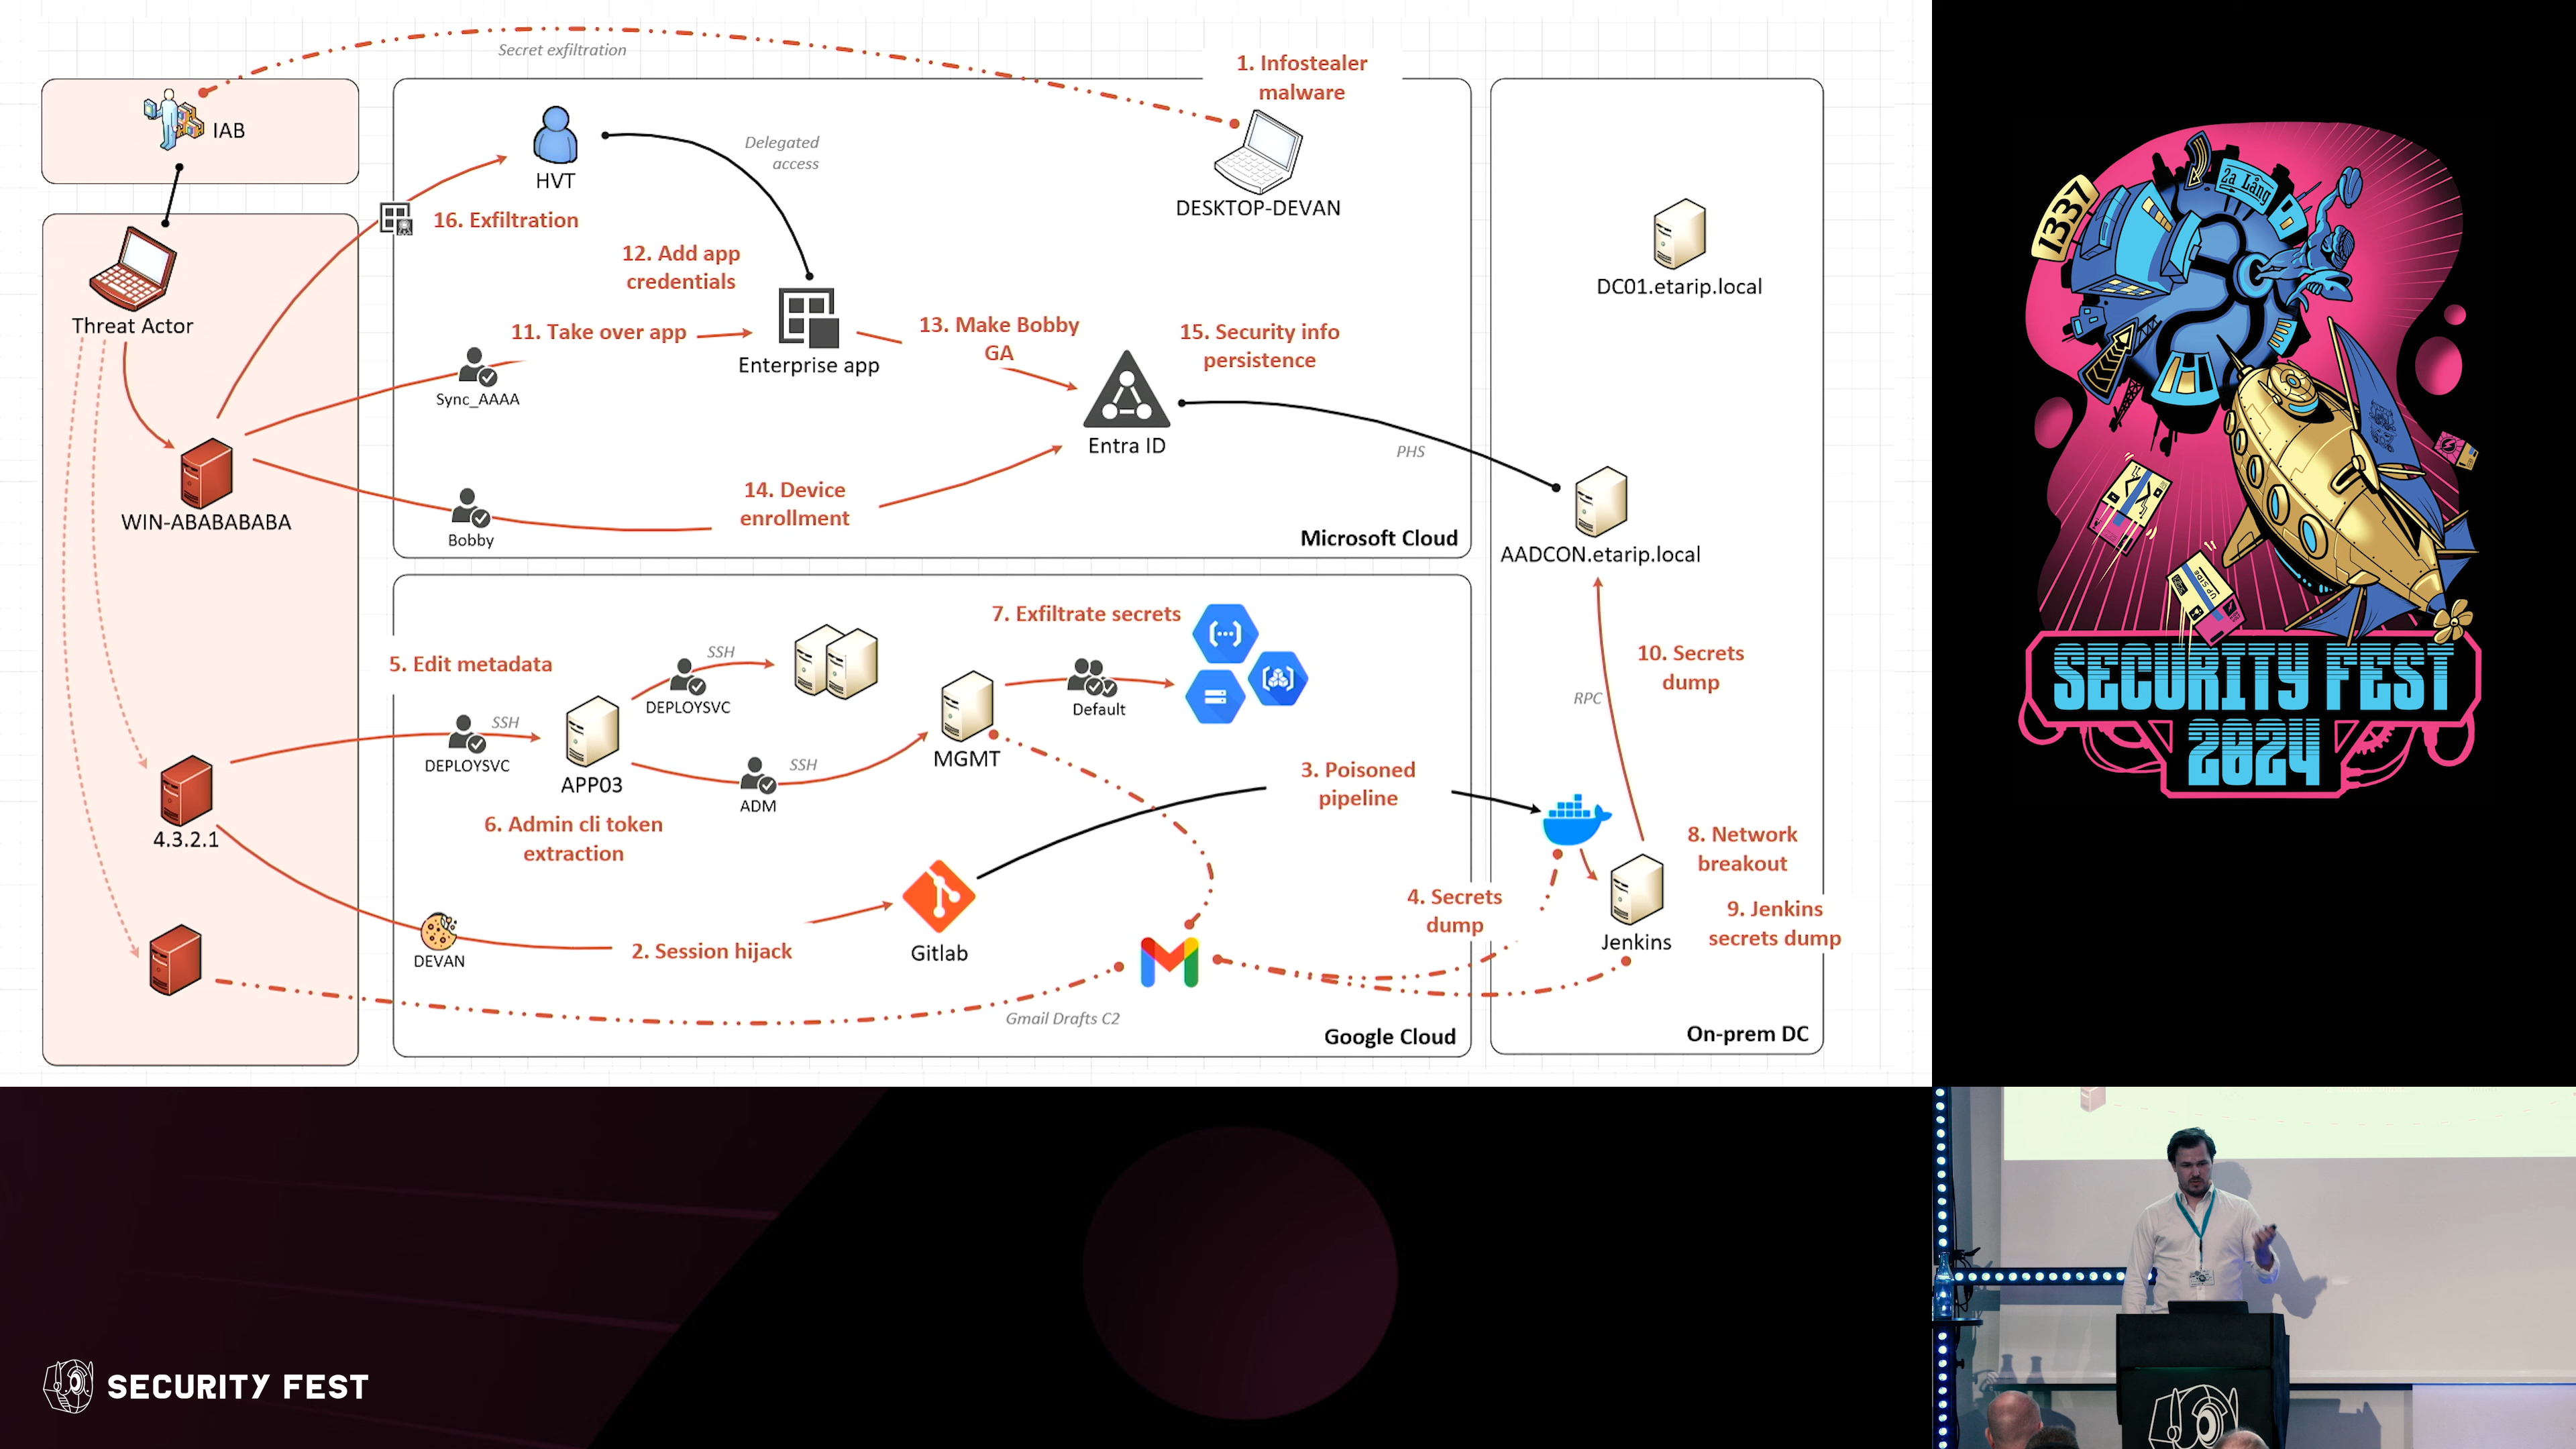 Secret exfiltration
1. Infostealer
malware
IAB
HVT
Delegated
access
DESKTOP-DEVAN
16. Exfiltration
12. Add app
credentials
DC01.etarip.local
Threat Actor
11. Take over app
13. Make Bobby
GA
15. Security info
persistence
Enterprise app
Sync_AAAA
Entra ID
PHS
14. Device
enrollment
WIN-ABABABABA
Bobby
Microsoft Cloud
AADCON.etarip.local
7. Exfiltrate secrets
5. Edit metadata
SSH
DEPLOYSVC
10. Secrets
dump
RPC
Default
SSH
DEPLOYSVC
MGMT
SSH
APP03
ADM
3. Poisoned
pipeline
4.3.2.1
6. Admin cli token
extraction
8. Network
breakout
4. Secrets
dump
9. Jenkins
secrets dump
2. Session hijack
Gitlab
Jenkins
DEVAN
Gmail Drafts C2
Google Cloud
On-prem DC
1337
2a Lång
UP SIDE
SECURITY FEST
2024
SECURITY FEST